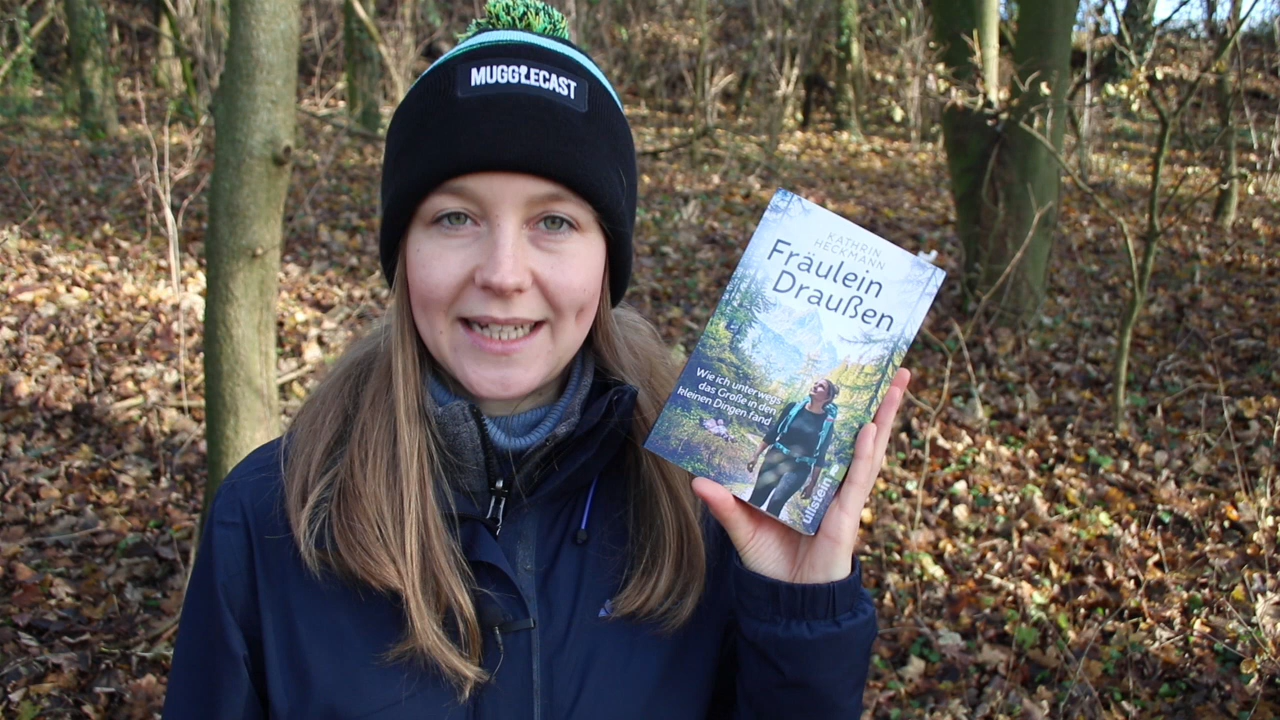 MUGGLECAST
KATHRIN
HECKMANN
Fräulein
Draußen
Wie ich unterwegs
das Große in den
kleinen Dingen fand
ullstein